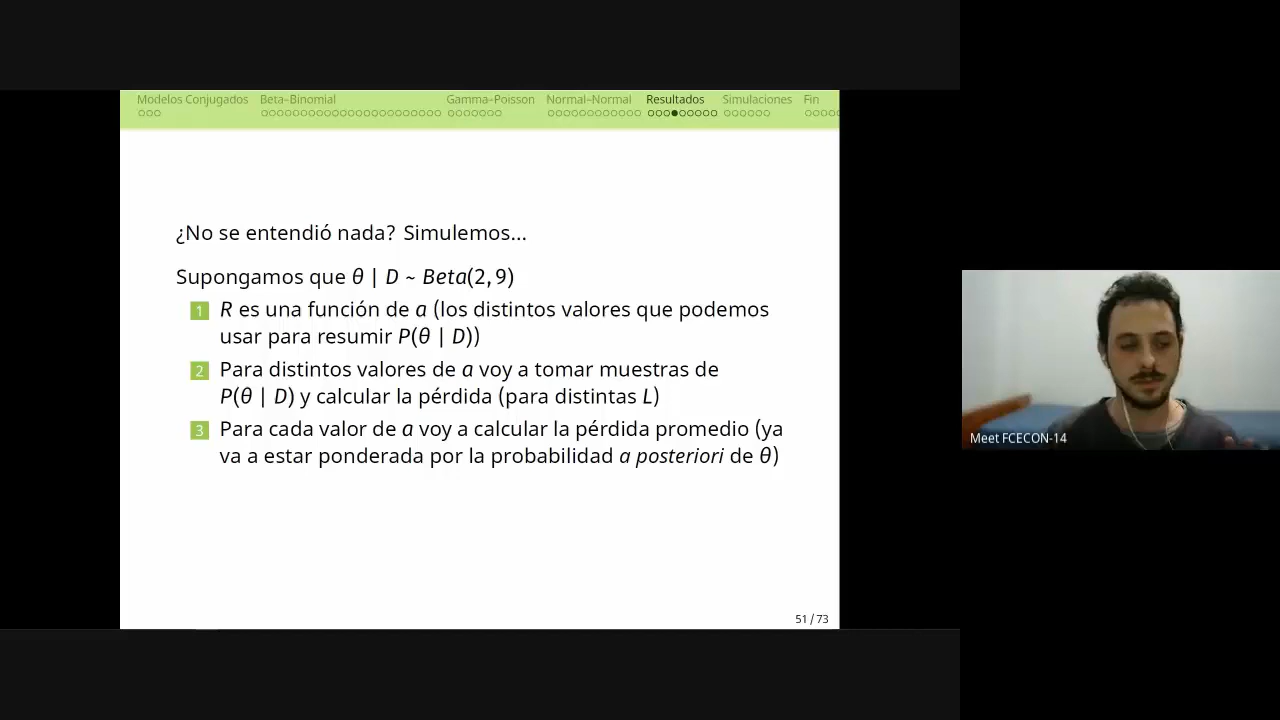 Modelos Conjugados Beta–Binomial Gamma–Poisson Normal–Normal Resultados Simulaciones Fin
¿No se entendió nada? Simulemos...
Supongamos que θ | D ~ Beta(2, 9)
1 R es una función de a (los distintos valores que podemos
usar para resumir P(θ | D))
2 Para distintos valores de a voy a tomar muestras de
P(θ | D) y calcular la pérdida (para distintas L)
3 Para cada valor de a voy a calcular la pérdida promedio (ya
va a estar ponderada por la probabilidad a posteriori de θ)
Meet FCECON-14
51 / 73